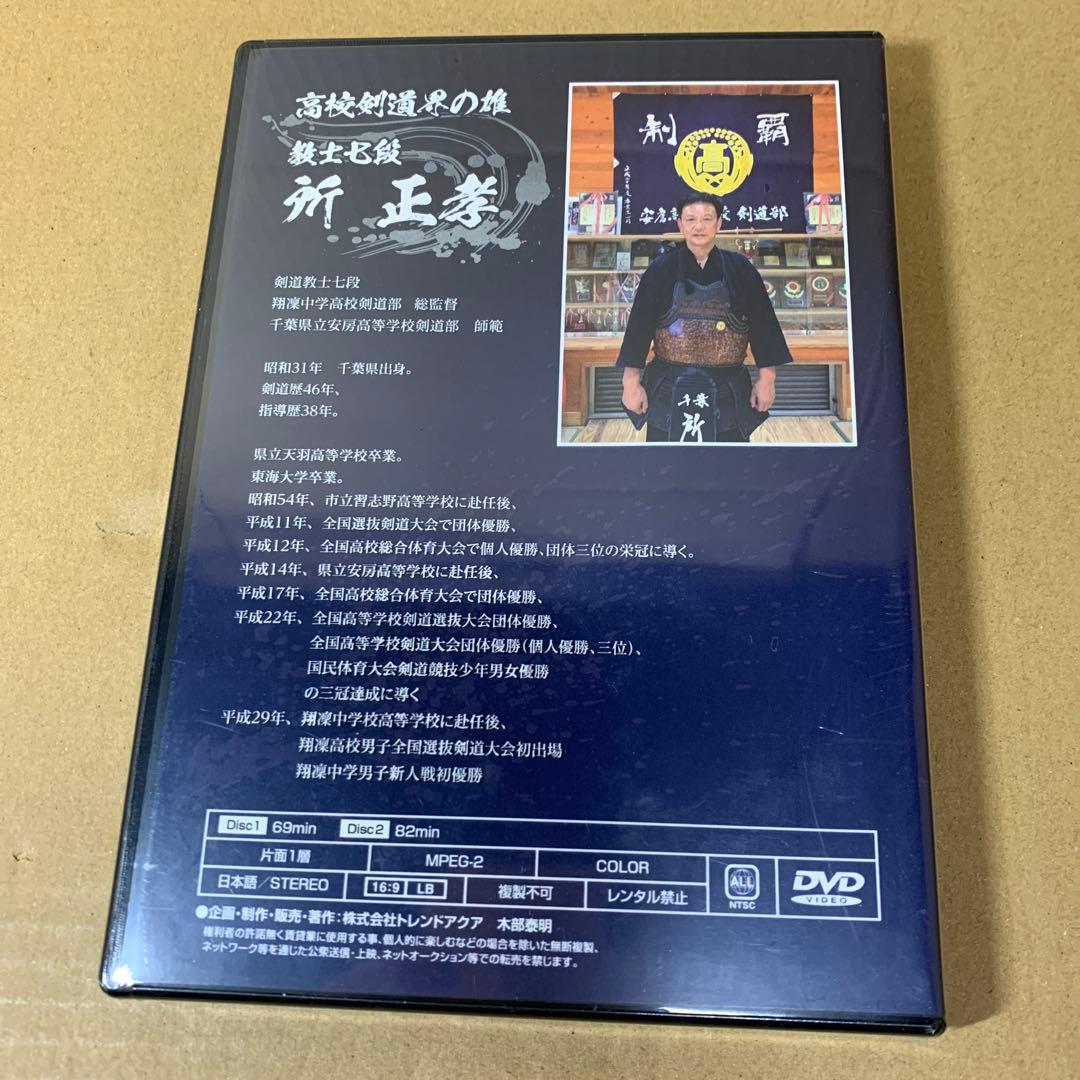 高校剣道界の雄
教士七段
所 正孝
制 覇
高
剣道部
千葉
所
剣道教士七段
翔凜中学高校剣道部 総監督
千葉県立安房高等学校剣道部 師範
昭和31年 千葉県出身。
剣道歴46年、
指導歴38年。
県立天羽高等学校卒業。
東海大学卒業。
昭和54年、市立習志野高等学校に赴任後、
平成11年、全国選抜剣道大会で団体優勝、
平成12年、全国高校総合体育大会で個人優勝、団体三位の栄冠に導く。
平成14年、県立安房高等学校に赴任後、
平成17年、全国高校総合体育大会で団体優勝、
平成22年、全国高等学校剣道選抜大会団体優勝、
全国高等学校剣道大会団体優勝(個人優勝、三位)、
国民体育大会剣道競技少年男女優勝
の三冠達成に導く
平成29年、翔凜中学校高等学校に赴任後、
翔凜高校男子全国選抜剣道大会初出場
翔凜中学男子新人戦初優勝
Disc1 69min Disc2 82min
片面1層 MPEG-2 COLOR
日本語/STEREO 16:9 LB 複製不可 レンタル禁止
ALL NTSC
DVD VIDEO
●企画・制作・販売・著作:株式会社トレンドアクア 木部泰明
権利者の許諾無く賃貸業に使用する事、個人的に楽しむなどの場合を除いた無断複製、
ネットワーク等を通じた公衆送信・上映、ネットオークション等での転売を禁じます。